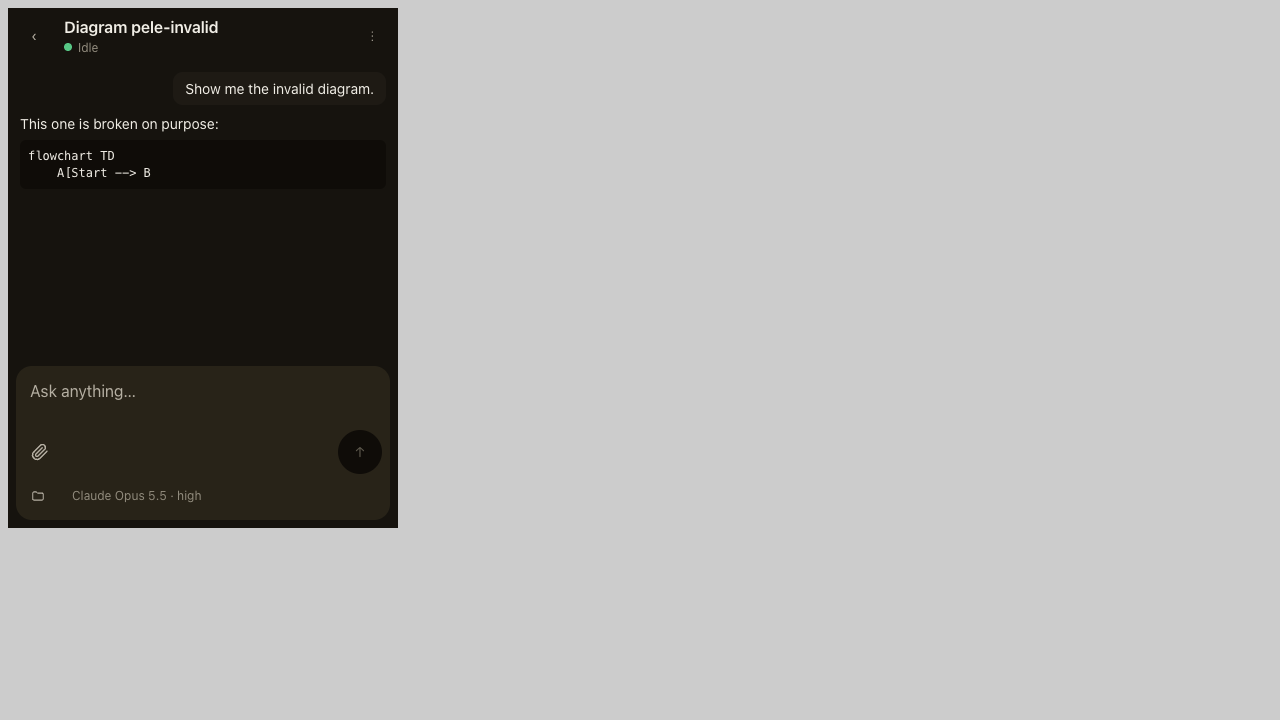 Diagram pele-invalid
Idle
Show me the invalid diagram.
This one is broken on purpose:
flowchart TD
    A[Start --> B
Ask anything...
Claude Opus 5.5 · high